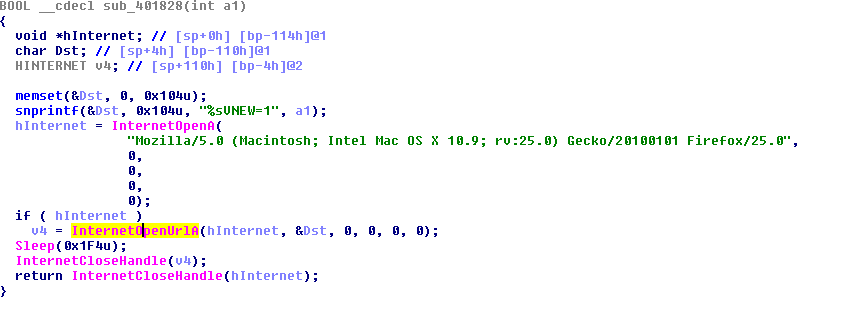 BOOL __cdecl sub_401828(int a1)
{
void *hInternet; // [sp+0h] [bp-114h]@1
char Dst; // [sp+4h] [bp-110h]@1
HINTERNET v4; // [sp+110h] [bp-4h]@2
memset(&Dst, 0, 0x104u);
snprintf(&Dst, 0x104u, "%sVNEW=1", a1);
hInternet = InternetOpenA(
"Mozilla/5.0 (Macintosh; Intel Mac OS X 10.9; rv:25.0) Gecko/20100101 Firefox/25.0",
0,
0,
0,
0);
if ( hInternet )
v4 = InternetOpenUrlA(hInternet, &Dst, 0, 0, 0, 0);
Sleep(0x1F4u);
InternetCloseHandle(v4);
return InternetCloseHandle(hInternet);
}